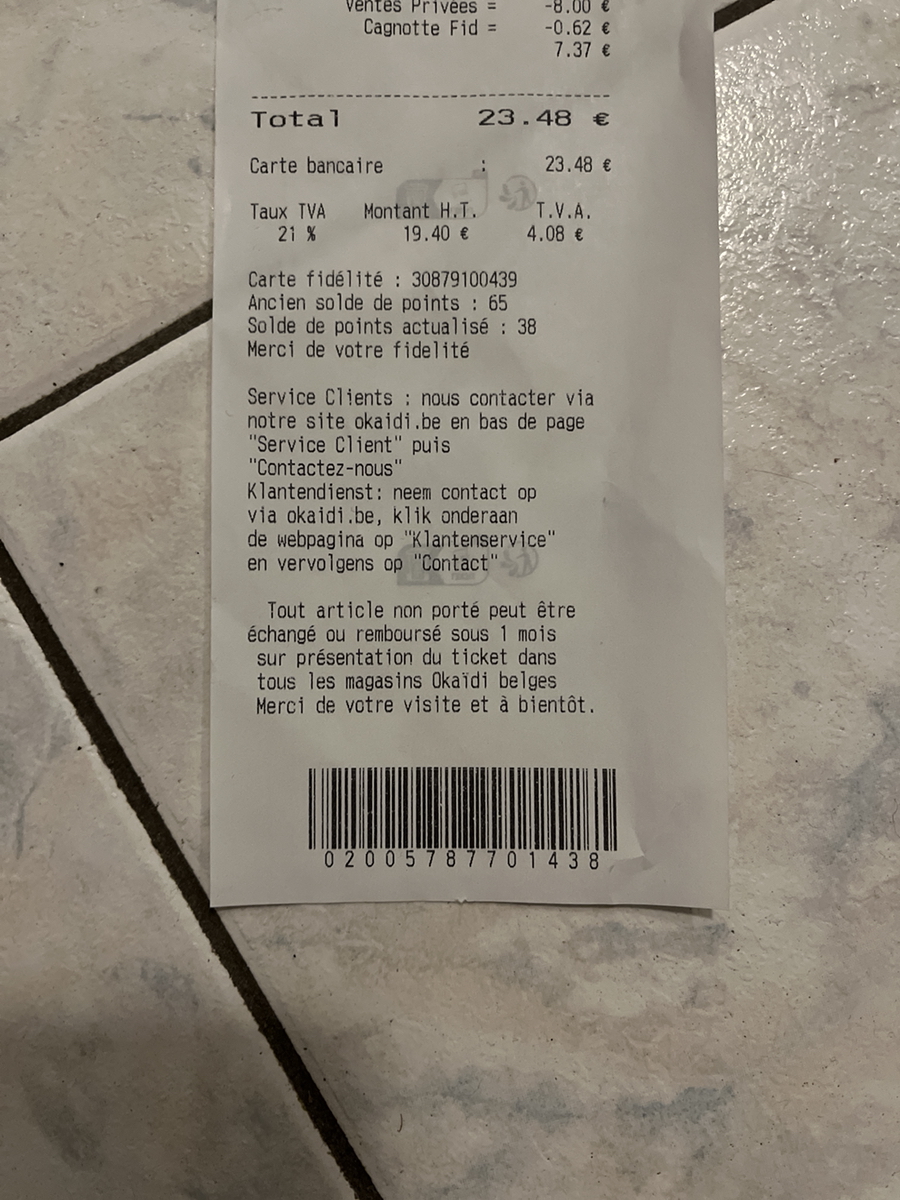 Ventes Privées = -8.00 €
Cagnotte Fid = -0.62 €
7.37 €
Total 23.48 €
Carte bancaire : 23.48 €
Taux TVA Montant H.T. T.V.A.
21 % 19.40 € 4.08 €
Carte fidélité : 30879100439
Ancien solde de points : 65
Solde de points actualisé : 38
Merci de votre fidelité
Service Clients : nous contacter via
notre site okaidi.be en bas de page
"Service Client" puis
"Contactez-nous"
Klantendienst: neem contact op
via okaidi.be, klik onderaan
de webpagina op "Klantenservice"
en vervolgens op "Contact"
Tout article non porté peut être
échangé ou remboursé sous 1 mois
sur présentation du ticket dans
tous les magasins Okaïdi belges
Merci de votre visite et à bientôt.
02005787701438